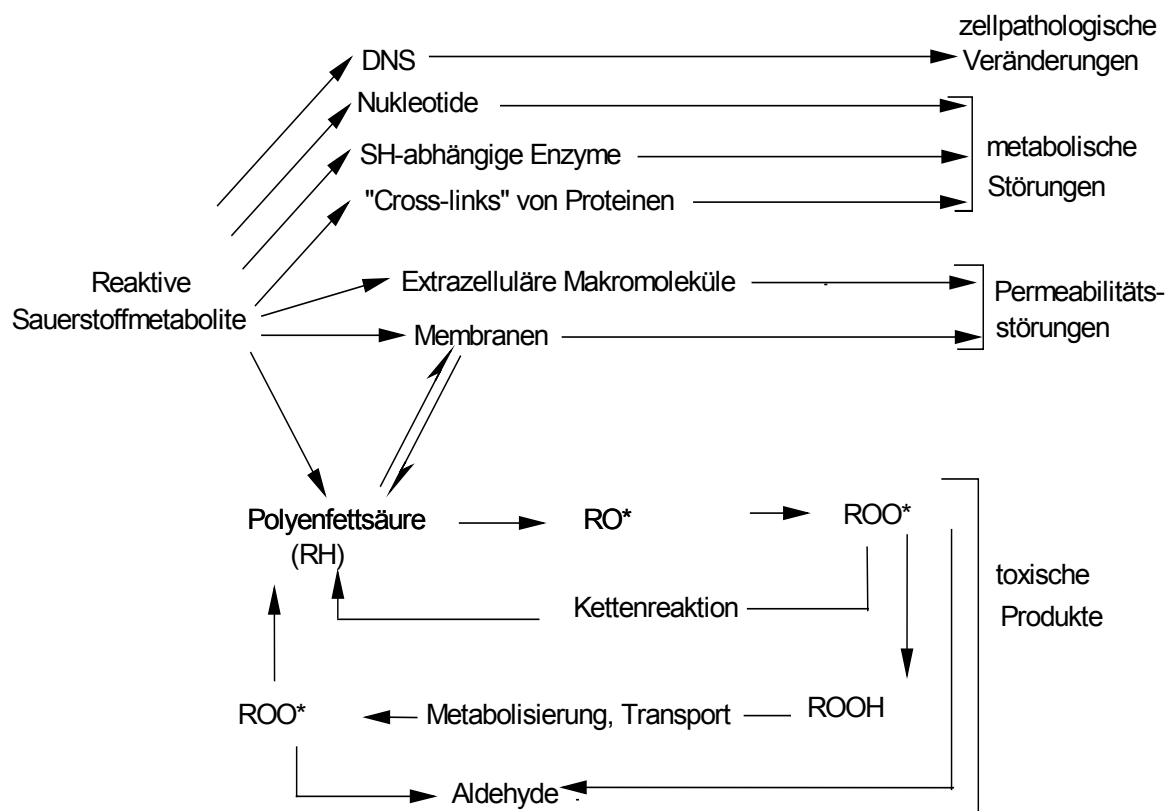 zellpathologische
DNS
Veränderungen
Nukleotide
SH-abhängige Enzyme
metabolische
Störungen
"Cross-links" von Proteinen
Reaktive
Sauerstoffmetabolite
Extrazelluläre Makromoleküle
Permeabilitäts-
störungen
Membranen
Polyenfettsäure
(RH)
RO*
ROO*
toxische
Produkte
Kettenreaktion
ROO*
Metabolisierung, Transport
ROOH
Aldehyde